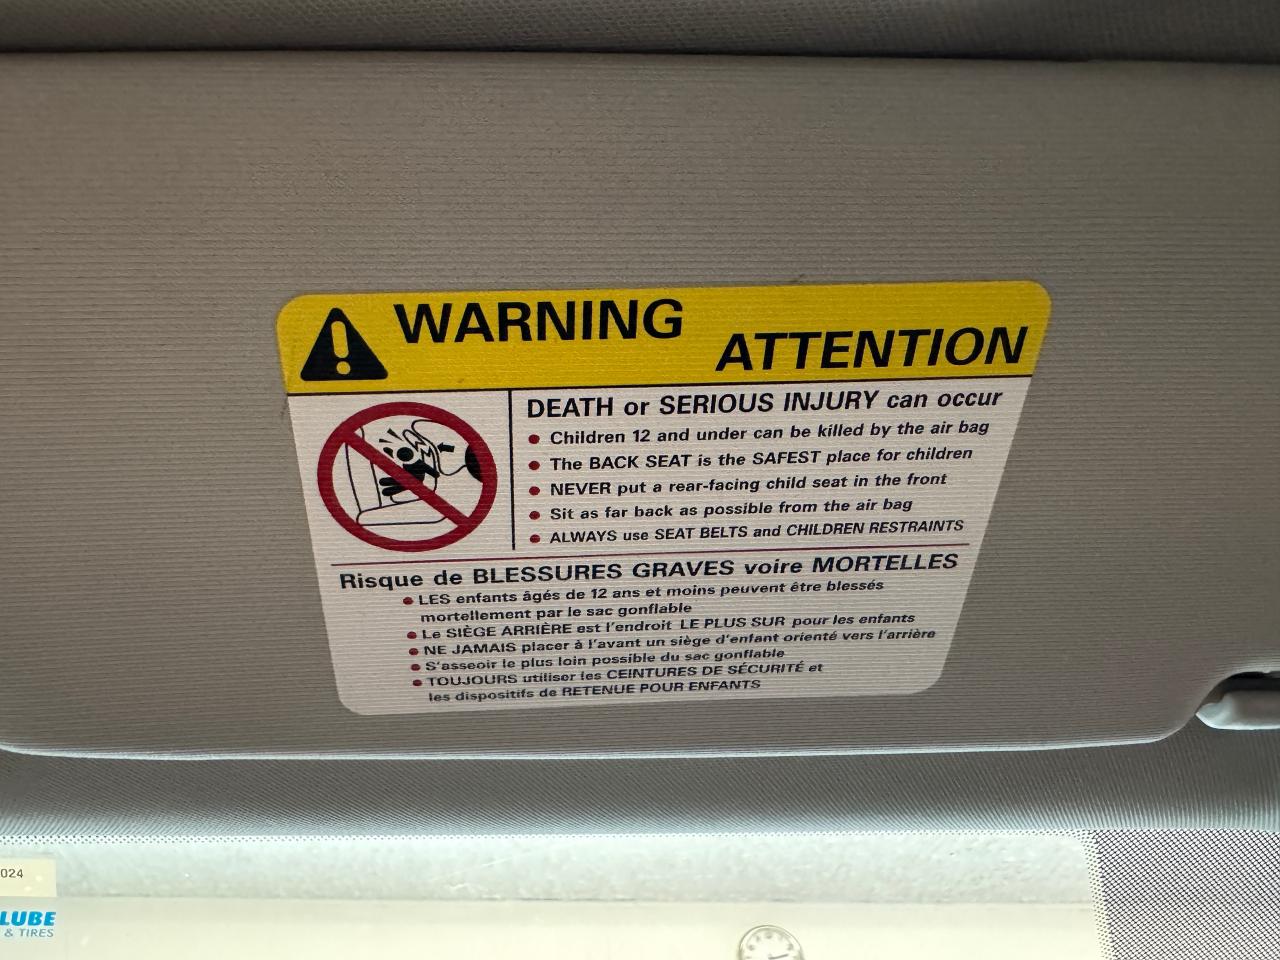 WARNING
ATTENTION
DEATH or SERIOUS INJURY can occur
Children 12 and under can be killed by the air bag
The BACK SEAT is the SAFEST place for children
NEVER put a rear-facing child seat in the front
Sit as far back as possible from the air bag
ALWAYS use SEAT BELTS and CHILDREN RESTRAINTS
Risque de BLESSURES GRAVES voire MORTELLES
LES enfants âgés de 12 ans et moins peuvent être blessés
mortellement par le sac gonflable
Le SIÈGE ARRIÈRE est l'endroit LE PLUS SUR pour les enfants
NE JAMAIS placer à l'avant un siège d'enfant orienté vers l'arrière
S'asseoir le plus loin possible du sac gonflable
TOUJOURS utiliser les CEINTURES DE SÉCURITÉ et
les dispositifs de RETENUE POUR ENFANTS
024
LUBE
& TIRES